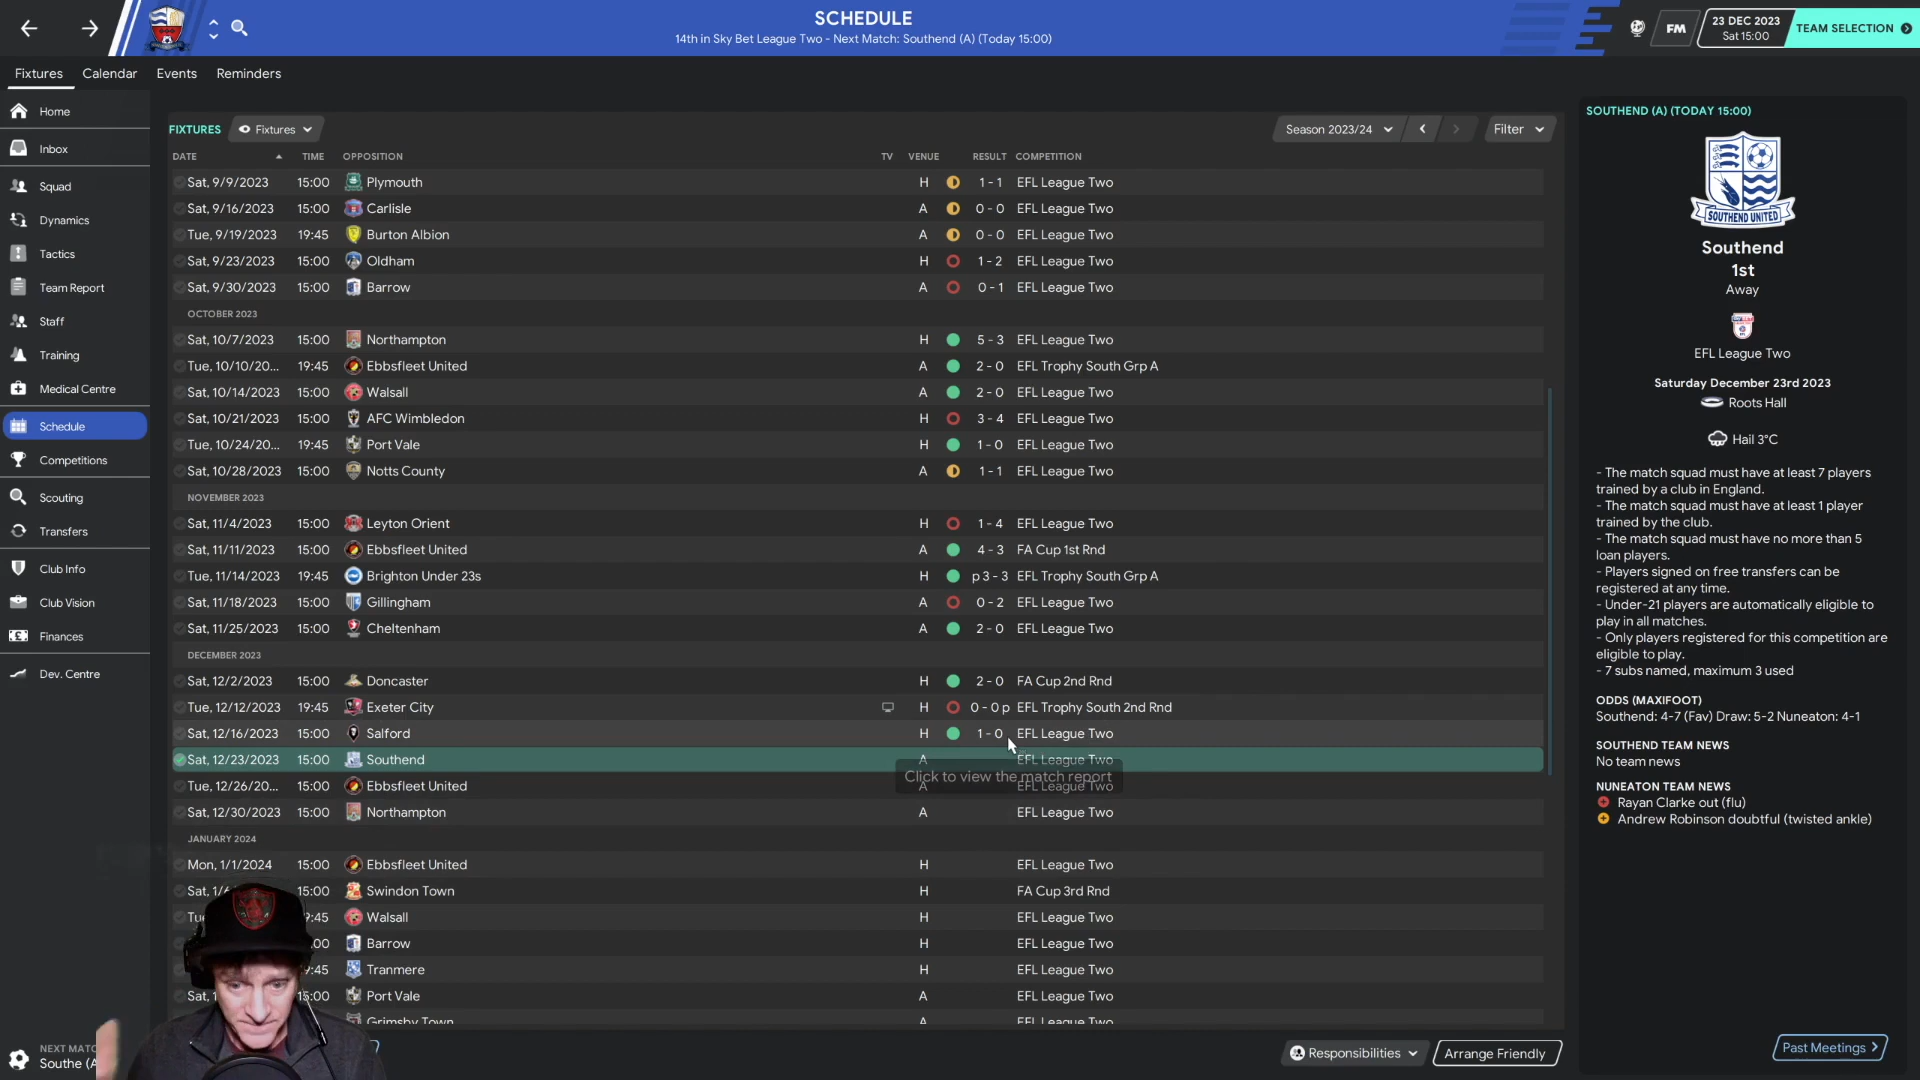 SCHEDULE
14th in Sky Bet League Two - Next Match: Southend (A) (Today 15:00)
FM
23 DEC 2023
Sat 15:00
TEAM SELECTION
Fixtures Calendar Events Reminders
Home
Inbox
Squad
Dynamics
Tactics
Team Report
Staff
Training
Medical Centre
Schedule
Competitions
Scouting
Transfers
Club Info
Club Vision
Finances
Dev. Centre
NEXT MATC
Southe (A
FIXTURES Fixtures Season 2023/24 Filter
DATE TIME OPPOSITION TV VENUE RESULT COMPETITION
Sat, 9/9/2023 15:00 Plymouth H 1 - 1 EFL League Two
Sat, 9/16/2023 15:00 Carlisle A 0 - 0 EFL League Two
Tue, 9/19/2023 19:45 Burton Albion A 0 - 0 EFL League Two
Sat, 9/23/2023 15:00 Oldham H 1 - 2 EFL League Two
Sat, 9/30/2023 15:00 Barrow A 0 - 1 EFL League Two
OCTOBER 2023
Sat, 10/7/2023 15:00 Northampton H 5 - 3 EFL League Two
Tue, 10/10/20... 19:45 Ebbsfleet United A 2 - 0 EFL Trophy South Grp A
Sat, 10/14/2023 15:00 Walsall A 2 - 0 EFL League Two
Sat, 10/21/2023 15:00 AFC Wimbledon H 3 - 4 EFL League Two
Tue, 10/24/20... 19:45 Port Vale H 1 - 0 EFL League Two
Sat, 10/28/2023 15:00 Notts County A 1 - 1 EFL League Two
NOVEMBER 2023
Sat, 11/4/2023 15:00 Leyton Orient H 1 - 4 EFL League Two
Sat, 11/11/2023 15:00 Ebbsfleet United A 4 - 3 FA Cup 1st Rnd
Tue, 11/14/2023 19:45 Brighton Under 23s H p 3 - 3 EFL Trophy South Grp A
Sat, 11/18/2023 15:00 Gillingham A 0 - 2 EFL League Two
Sat, 11/25/2023 15:00 Cheltenham A 2 - 0 EFL League Two
DECEMBER 2023
Sat, 12/2/2023 15:00 Doncaster H 2 - 0 FA Cup 2nd Rnd
Tue, 12/12/2023 19:45 Exeter City H 0 - 0 p EFL Trophy South 2nd Rnd
Sat, 12/16/2023 15:00 Salford H 1 - 0 EFL League Two
Sat, 12/23/2023 15:00 Southend A EFL League Two
Click to view the match report
Tue, 12/26/20... 15:00 Ebbsfleet United A EFL League Two
Sat, 12/30/2023 15:00 Northampton A EFL League Two
JANUARY 2024
Mon, 1/1/2024 15:00 Ebbsfleet United H EFL League Two
Sat, 1/6 15:00 Swindon Town H FA Cup 3rd Rnd
Tu 9:45 Walsall H EFL League Two
:00 Barrow H EFL League Two
9:45 Tranmere H EFL League Two
Sat, 1 15:00 Port Vale A EFL League Two
Grimsby Town A EFL League Two
Responsibilities Arrange Friendly
SOUTHEND (A) (TODAY 15:00)
SOUTHEND UNITED
Southend
1st
Away
EFL League Two
Saturday December 23rd 2023
Roots Hall
Hail 3°C
- The match squad must have at least 7 players
trained by a club in England.
- The match squad must have at least 1 player
trained by the club.
- The match squad must have no more than 5
loan players.
- Players signed on free transfers can be
registered at any time.
- Under-21 players are automatically eligible to
play in all matches.
- Only players registered for this competition are
eligible to play.
- 7 subs named, maximum 3 used
ODDS (MAXIFOOT)
Southend: 4-7 (Fav) Draw: 5-2 Nuneaton: 4-1
SOUTHEND TEAM NEWS
No team news
NUNEATON TEAM NEWS
Rayan Clarke out (flu)
Andrew Robinson doubtful (twisted ankle)
Past Meetings